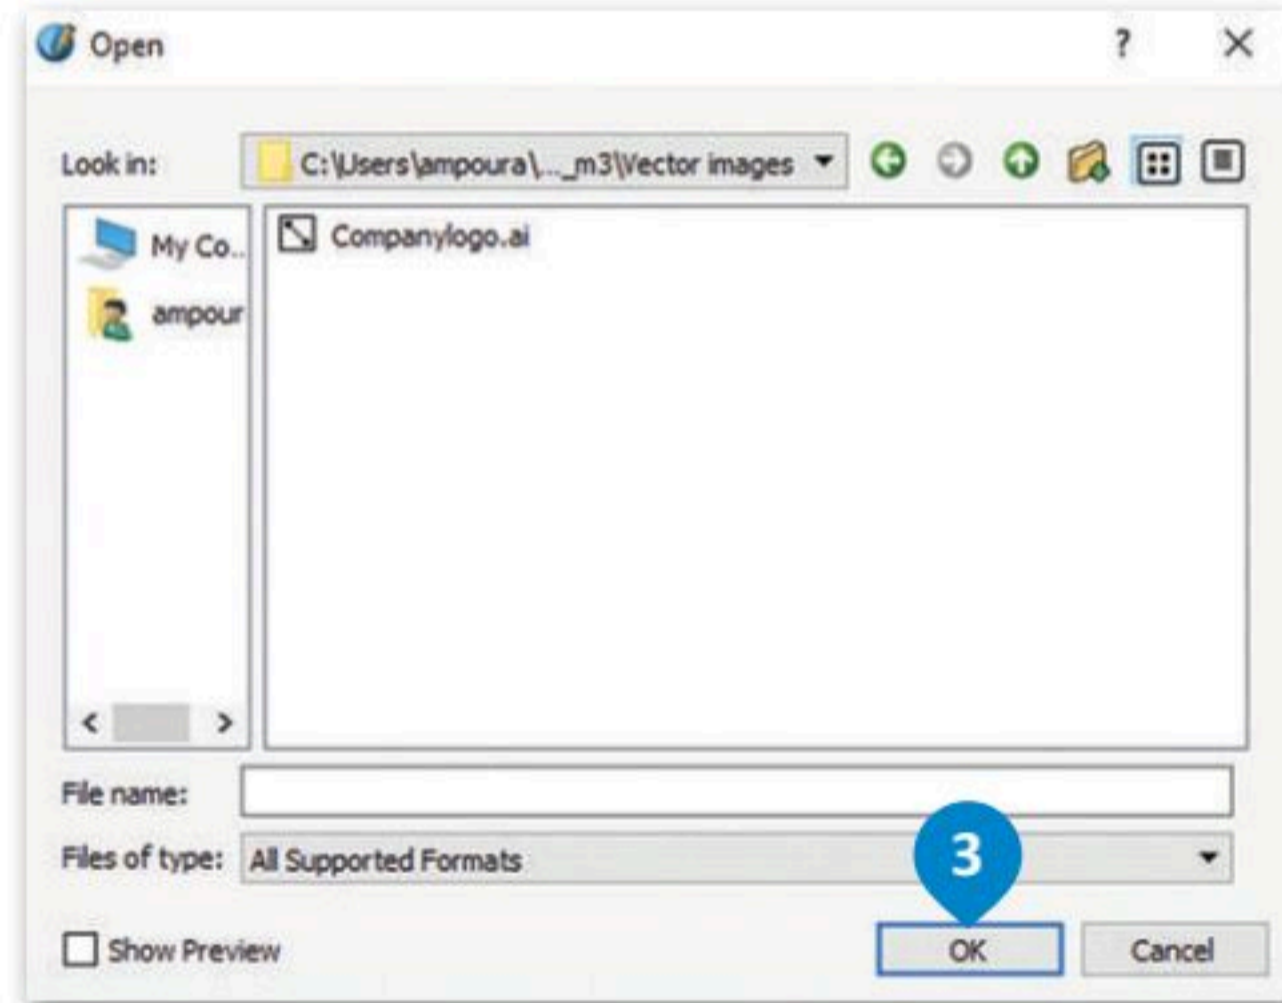 Open ?
Look in: C:\Users\ampoura\..._m3\Vector images
My Co..
Companylogo.ai
ampour
File name:
Files of type: All Supported Formats
3
Show Preview OK Cancel